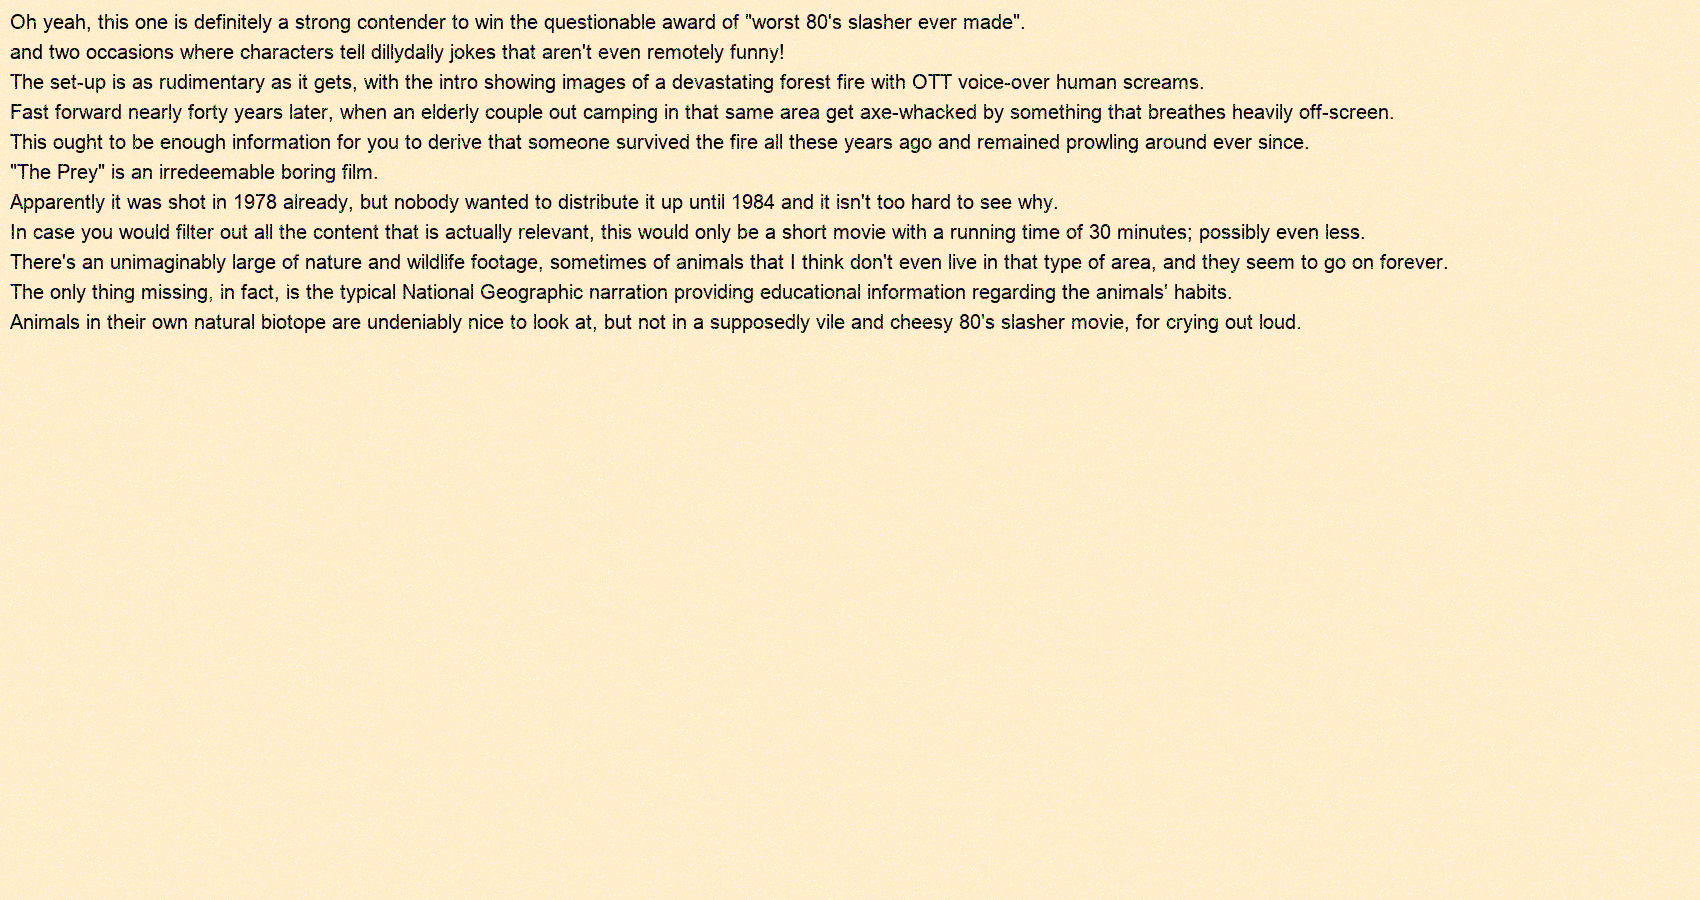 Oh yeah, this one is definitely a strong contender to win the questionable award of "worst 80's slasher ever made".
and two occasions where characters tell dillydally jokes that aren't even remotely funny!
The set-up is as rudimentary as it gets, with the intro showing images of a devastating forest fire with OTT voice-over human screams.
Fast forward nearly forty years later, when an elderly couple out camping in that same area get axe-whacked by something that breathes heavily off-screen.
This ought to be enough information for you to derive that someone survived the fire all these years ago and remained prowling around ever since.
"The Prey" is an irredeemable boring film.
Apparently it was shot in 1978 already, but nobody wanted to distribute it up until 1984 and it isn't too hard to see why.
In case you would filter out all the content that is actually relevant, this would only be a short movie with a running time of 30 minutes; possibly even less.
There's an unimaginably large of nature and wildlife footage, sometimes of animals that I think don't even live in that type of area, and they seem to go on forever.
The only thing missing, in fact, is the typical National Geographic narration providing educational information regarding the animals' habits.
Animals in their own natural biotope are undeniably nice to look at, but not in a supposedly vile and cheesy 80's slasher movie, for crying out loud.